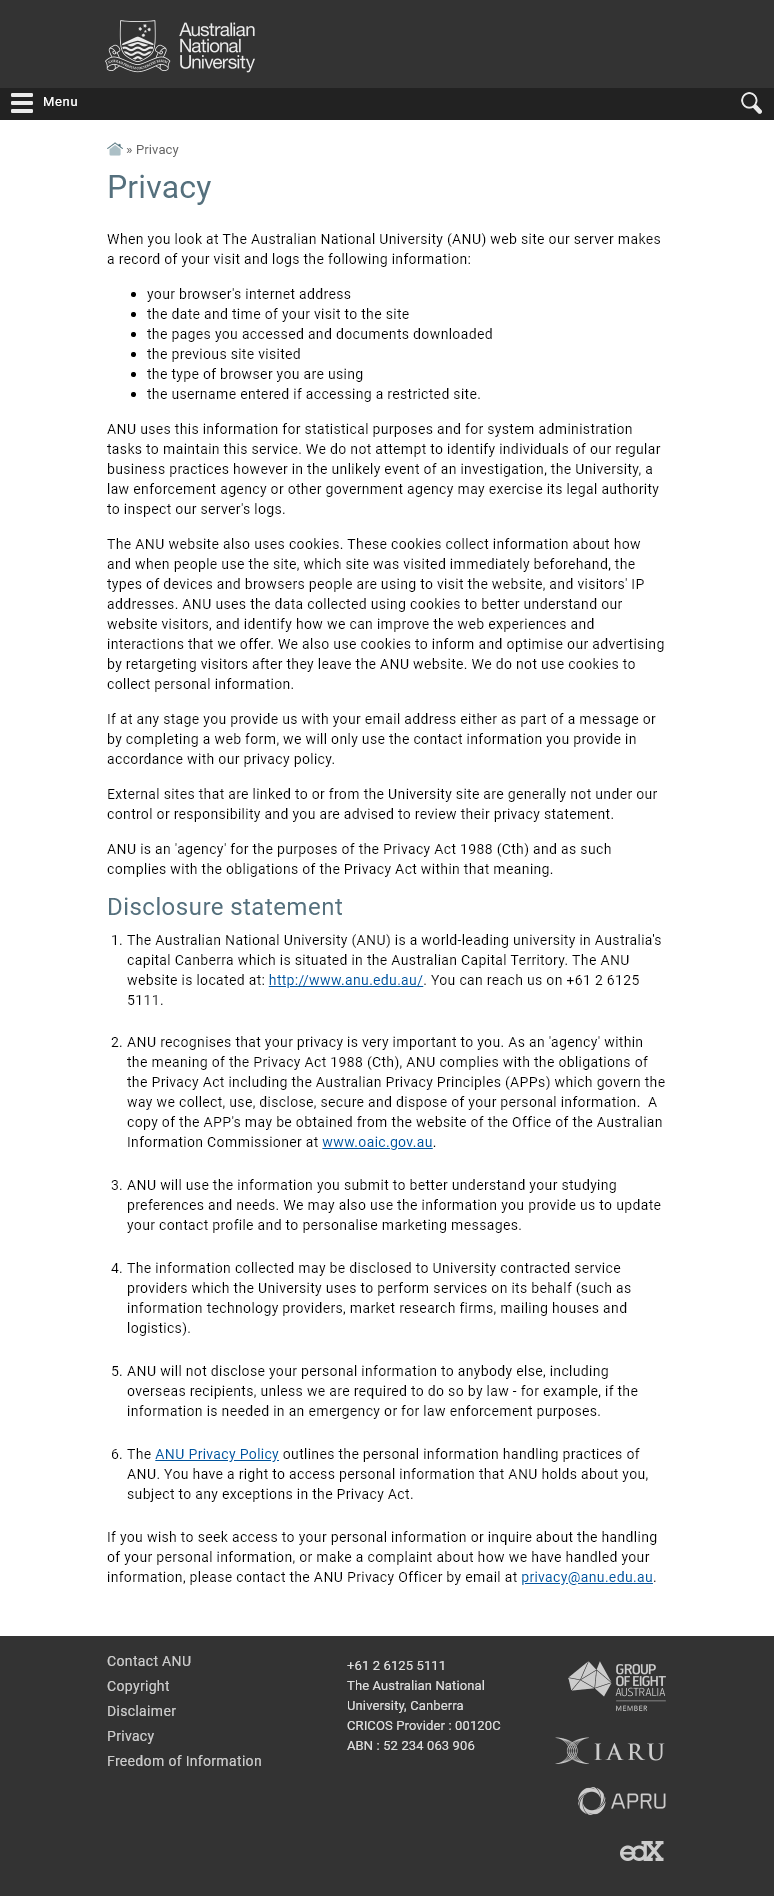 Australian
National
University
Menu
» Privacy
Privacy
When you look at The Australian National University (ANU) web site our server makes
a record of your visit and logs the following information:
• your browser's internet address
• the date and time of your visit to the site
• the pages you accessed and documents downloaded
• the previous site visited
• the type of browser you are using
• the username entered if accessing a restricted site.
ANU uses this information for statistical purposes and for system administration
tasks to maintain this service. We do not attempt to identify individuals of our regular
business practices however in the unlikely event of an investigation, the University, a
law enforcement agency or other government agency may exercise its legal authority
to inspect our server's logs.
The ANU website also uses cookies. These cookies collect information about how
and when people use the site, which site was visited immediately beforehand, the
types of devices and browsers people are using to visit the website, and visitors' IP
addresses. ANU uses the data collected using cookies to better understand our
website visitors, and identify how we can improve the web experiences and
interactions that we offer. We also use cookies to inform and optimise our advertising
by retargeting visitors after they leave the ANU website. We do not use cookies to
collect personal information.
If at any stage you provide us with your email address either as part of a message or
by completing a web form, we will only use the contact information you provide in
accordance with our privacy policy.
External sites that are linked to or from the University site are generally not under our
control or responsibility and you are advised to review their privacy statement.
ANU is an 'agency' for the purposes of the Privacy Act 1988 (Cth) and as such
complies with the obligations of the Privacy Act within that meaning.
Disclosure statement
1. The Australian National University (ANU) is a world-leading university in Australia's
capital Canberra which is situated in the Australian Capital Territory. The ANU
website is located at: http://www.anu.edu.au/. You can reach us on +61 2 6125
5111.
2. ANU recognises that your privacy is very important to you. As an 'agency' within
the meaning of the Privacy Act 1988 (Cth), ANU complies with the obligations of
the Privacy Act including the Australian Privacy Principles (APPs) which govern the
way we collect, use, disclose, secure and dispose of your personal information.  A
copy of the APP's may be obtained from the website of the Office of the Australian
Information Commissioner at www.oaic.gov.au.
3. ANU will use the information you submit to better understand your studying
preferences and needs. We may also use the information you provide us to update
your contact profile and to personalise marketing messages.
4. The information collected may be disclosed to University contracted service
providers which the University uses to perform services on its behalf (such as
information technology providers, market research firms, mailing houses and
logistics).
5. ANU will not disclose your personal information to anybody else, including
overseas recipients, unless we are required to do so by law - for example, if the
information is needed in an emergency or for law enforcement purposes.
6. The ANU Privacy Policy outlines the personal information handling practices of
ANU. You have a right to access personal information that ANU holds about you,
subject to any exceptions in the Privacy Act.
If you wish to seek access to your personal information or inquire about the handling
of your personal information, or make a complaint about how we have handled your
information, please contact the ANU Privacy Officer by email at privacy@anu.edu.au.
Contact ANU
Copyright
Disclaimer
Privacy
Freedom of Information
+61 2 6125 5111
The Australian National
University, Canberra
CRICOS Provider : 00120C
ABN : 52 234 063 906
GROUP
OF EIGHT
AUSTRALIA
MEMBER
IARU
APRU
edX